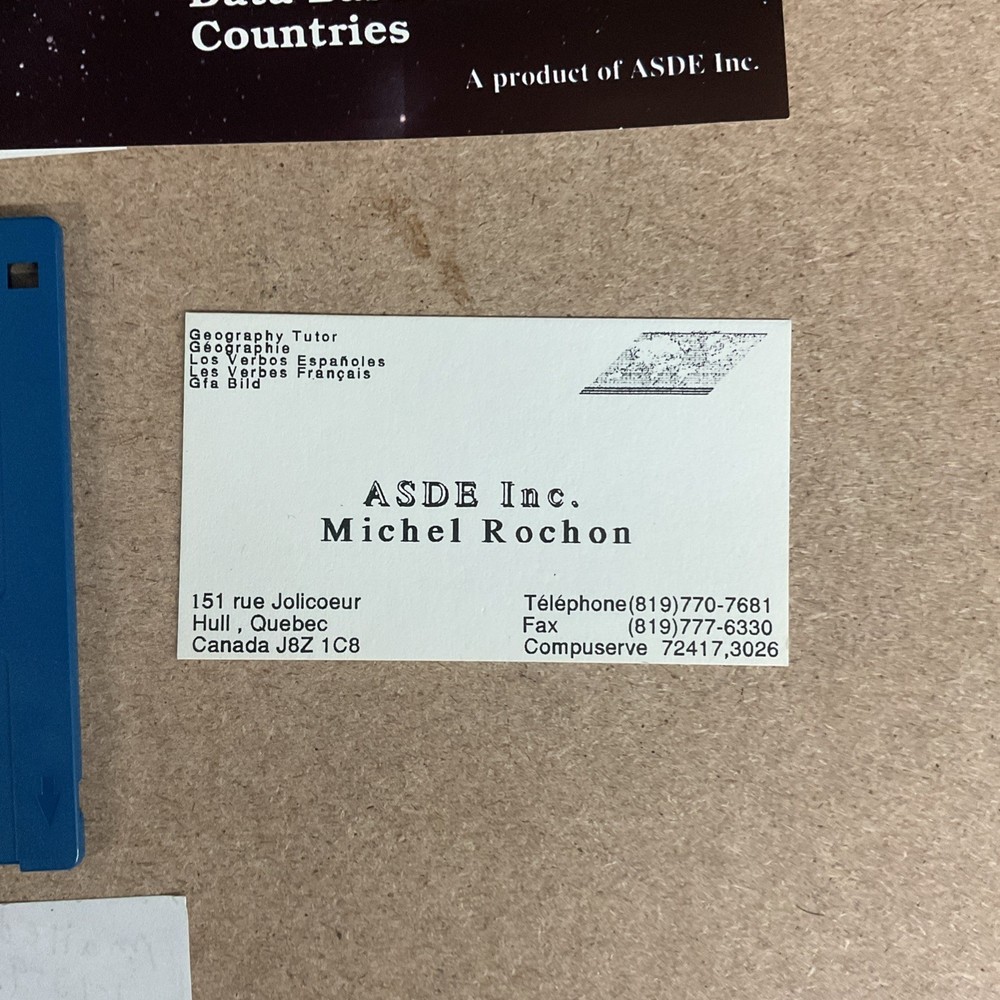 Countries
A product of ASDE Inc.
Geography Tutor
Géographie
Los Verbos Españoles
Les Verbes Français
Gfa Bild
ASDE Inc.
Michel Rochon
151 rue Jolicoeur
Hull , Quebec
Canada J8Z 1C8
Téléphone(819)770-7681
Fax (819)777-6330
Compuserve 72417,3026